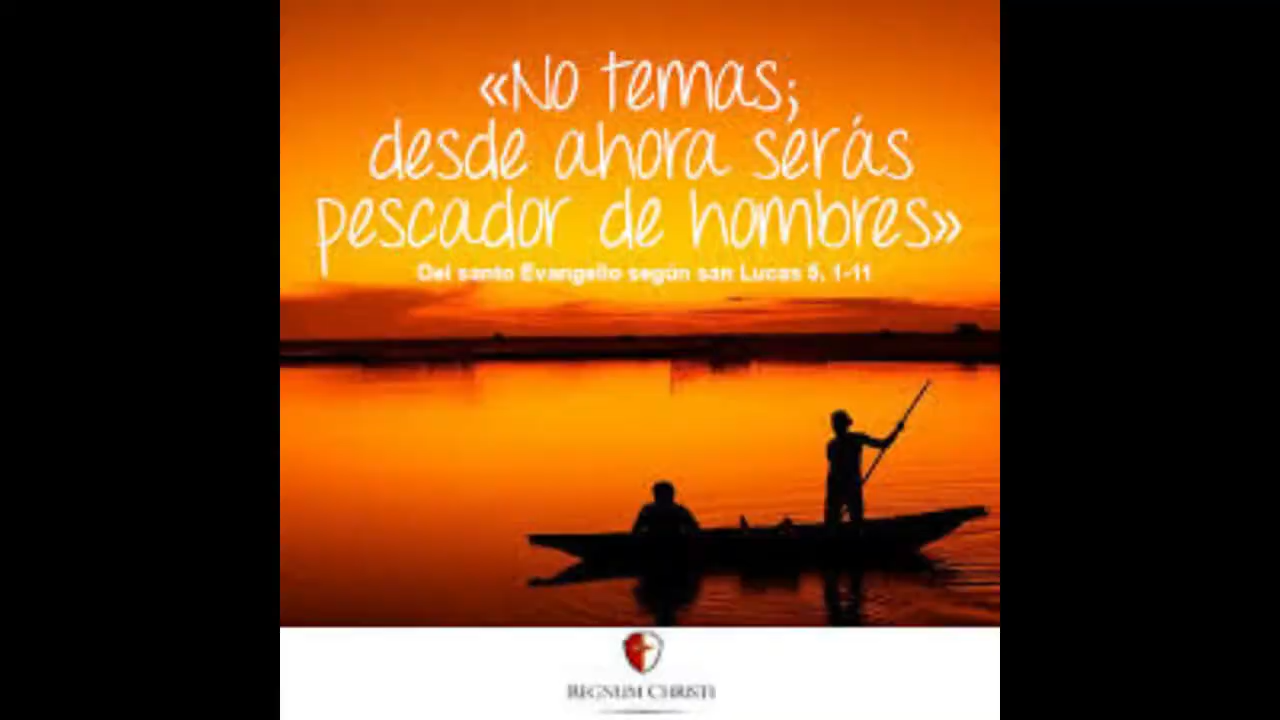 «No temas;
desde ahora serás
pescador de hombres»
Del santo Evangelio según san Lucas 5, 1-11
REGNUM CHRISTI